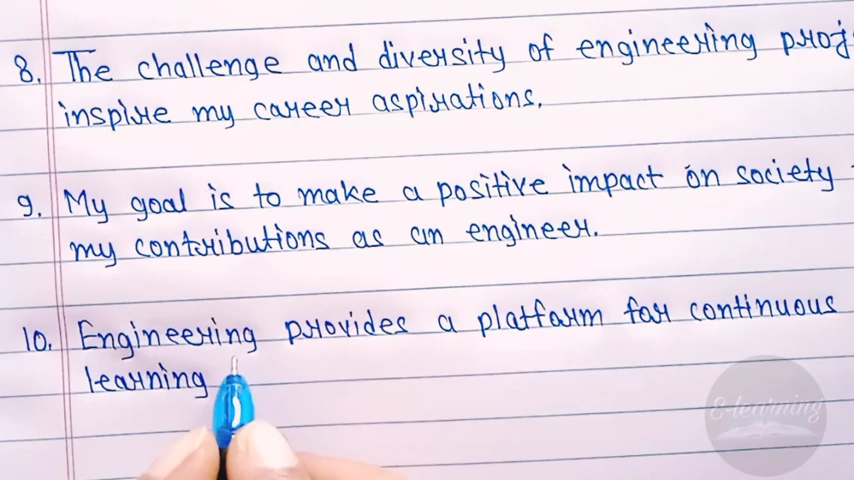 8. The challenge and diversity of engineering proj
inspire my career aspirations.
9. My goal is to make a positive impact on society
my contributions as an engineer.
10. Engineering provides a platform for continuous
learning
E-learning